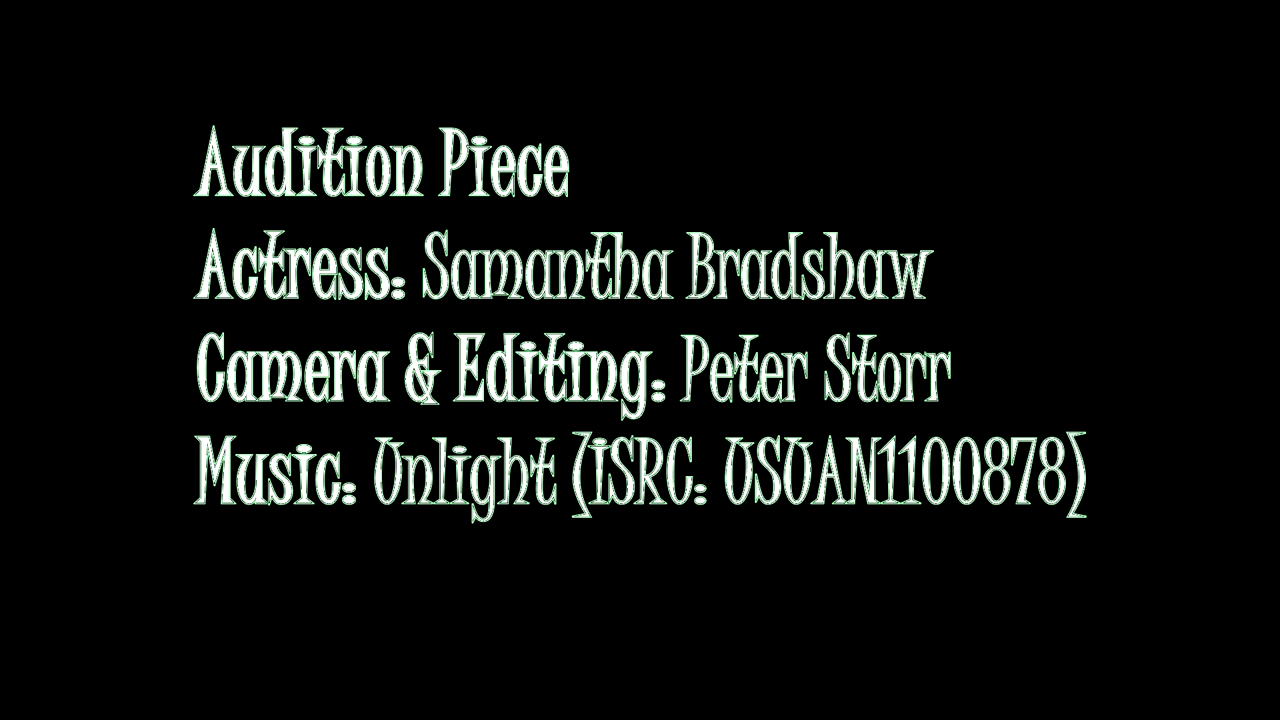 Audition Piece
Actress: Samantha Bradshaw
Camera & Editing: Peter Storr
Music: Unlight (ISRC: USUAN1100878)